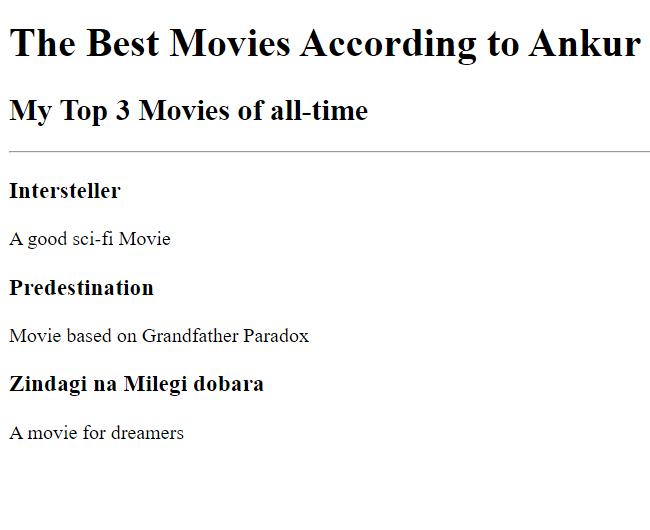 The Best Movies According to Ankur
My Top 3 Movies of all-time
Intersteller
A good sci-fi Movie
Predestination
Movie based on Grandfather Paradox
Zindagi na Milegi dobara
A movie for dreamers